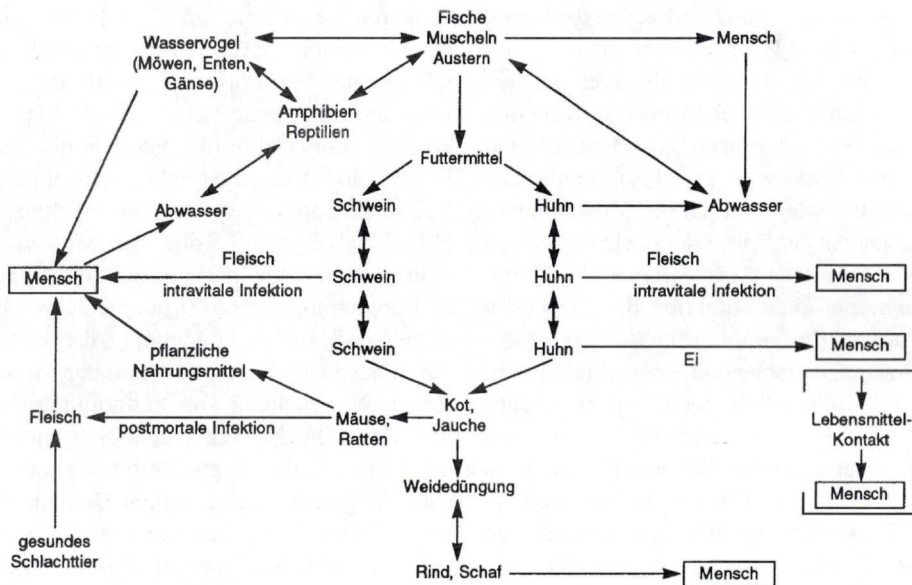 Fische
Muscheln
Austern
Mensch
Wasservögel
(Möwen, Enten,
Gänse)
Amphibien
Reptilien
Futtermittel
Abwasser
Schwein
Huhn
Abwasser
Mensch
Fleisch
intravitale Infektion
Schwein
Huhn
Fleisch
intravitale Infektion
Mensch
pflanzliche
Nahrungsmittel
Schwein
Huhn
Ei
Mensch
Fleisch
postmortale Infektion
Mäuse,
Ratten
Kot,
Jauche
Lebensmittel-
Kontakt
Mensch
Weidedüngung
gesundes
Schlachttier
Rind, Schaf
Mensch